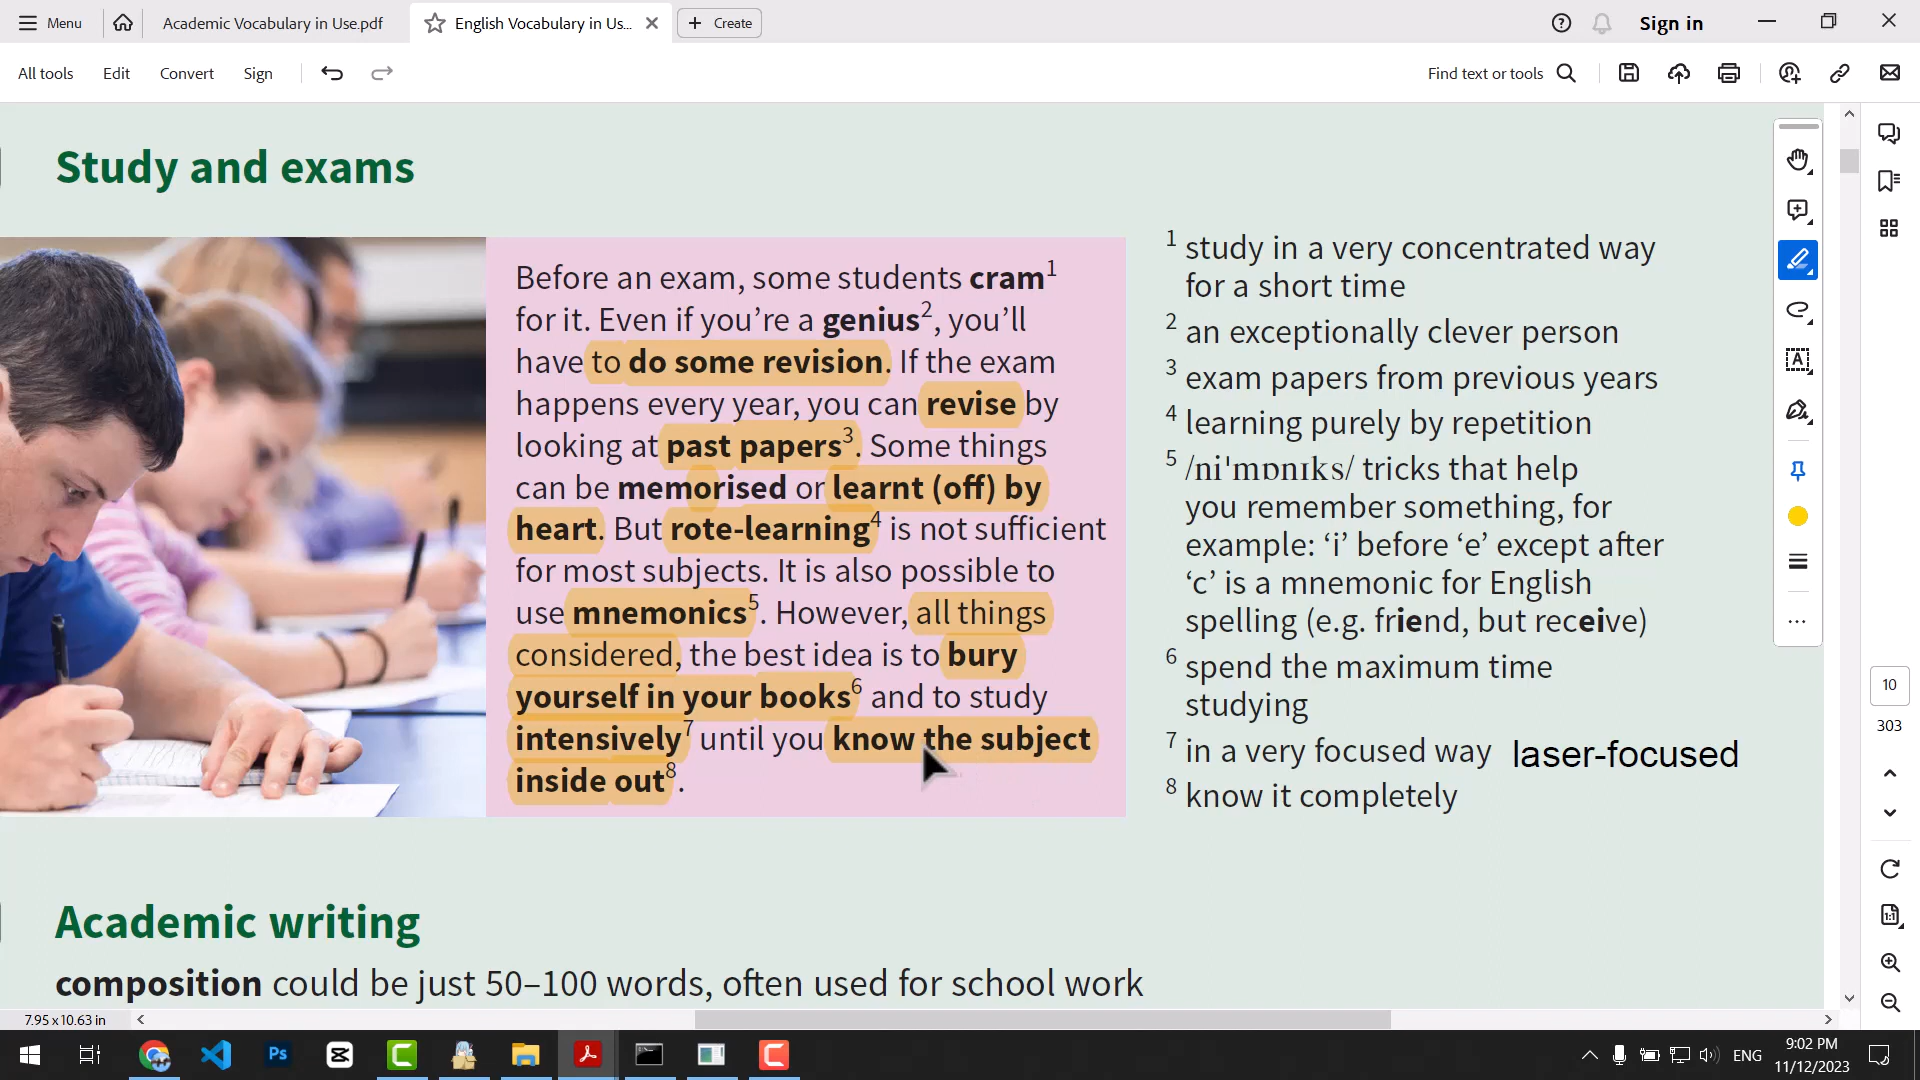 Menu
Academic Vocabulary in Use.pdf
English Vocabulary in Us...
Create
Sign in
All tools
Edit
Convert
Sign
Find text or tools
Study and exams
Before an exam, some students cram1
for it. Even if you’re a genius2, you’ll
have to do some revision. If the exam
happens every year, you can revise by
looking at past papers3. Some things
can be memorised or learnt (off) by
heart. But rote-learning4 is not sufficient
for most subjects. It is also possible to
use mnemonics5. However, all things
considered, the best idea is to bury
yourself in your books6 and to study
intensively7 until you know the subject
inside out8.
1 study in a very concentrated way
for a short time
2 an exceptionally clever person
3 exam papers from previous years
4 learning purely by repetition
5 /niˈmɒnɪks/ tricks that help
you remember something, for
example: ‘i’ before ‘e’ except after
‘c’ is a mnemonic for English
spelling (e.g. friend, but receive)
6 spend the maximum time
studying
7 in a very focused way laser-focused
8 know it completely
10
303
Academic writing
composition could be just 50–100 words, often used for school work
7.95 x 10.63 in
Ps
ENG
9:02 PM
11/12/2023